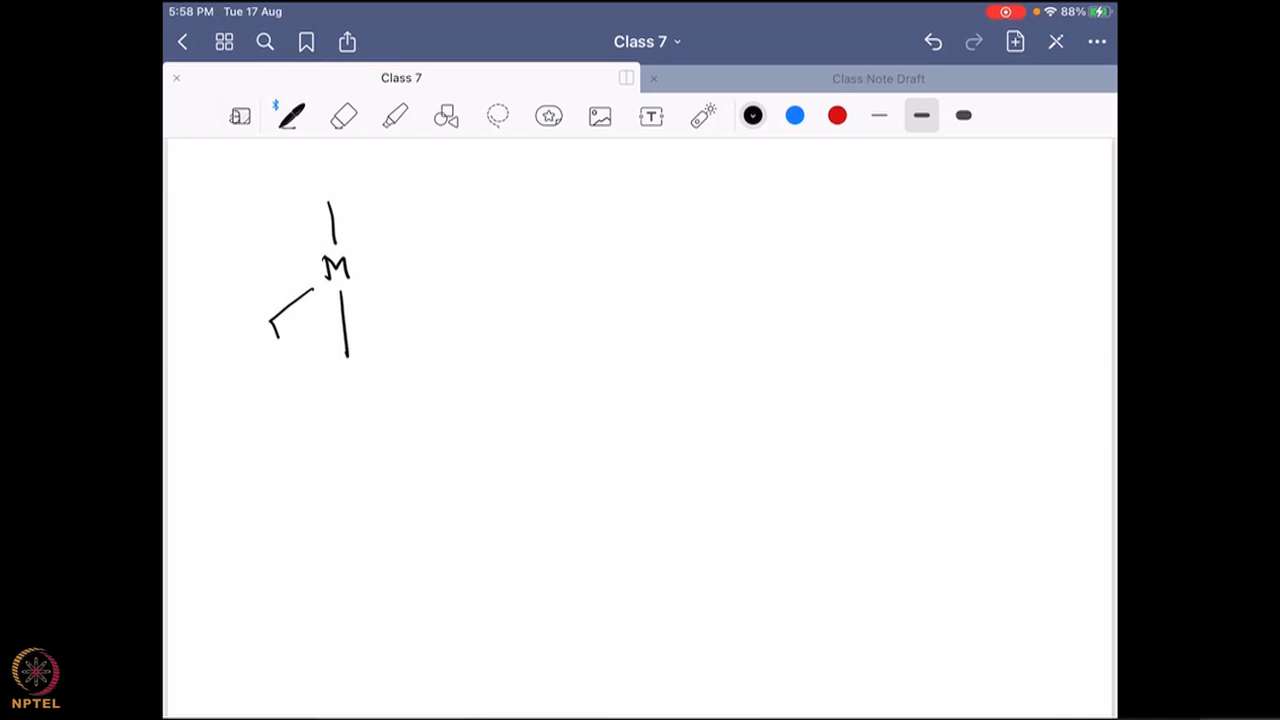 5:58 PM Tue 17 Aug 88%
Class 7
Class 7 Class Note Draft
T
M
NPTEL